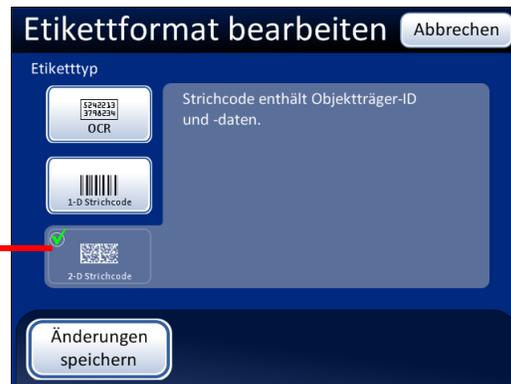 Etikettformat bearbeiten
Abbrechen
Etiketttyp
5242213
3798234
OCR
Strichcode enthält Objektträger-ID
und -daten.
1-D Strichcode
2-D Strichcode
Änderungen
speichern